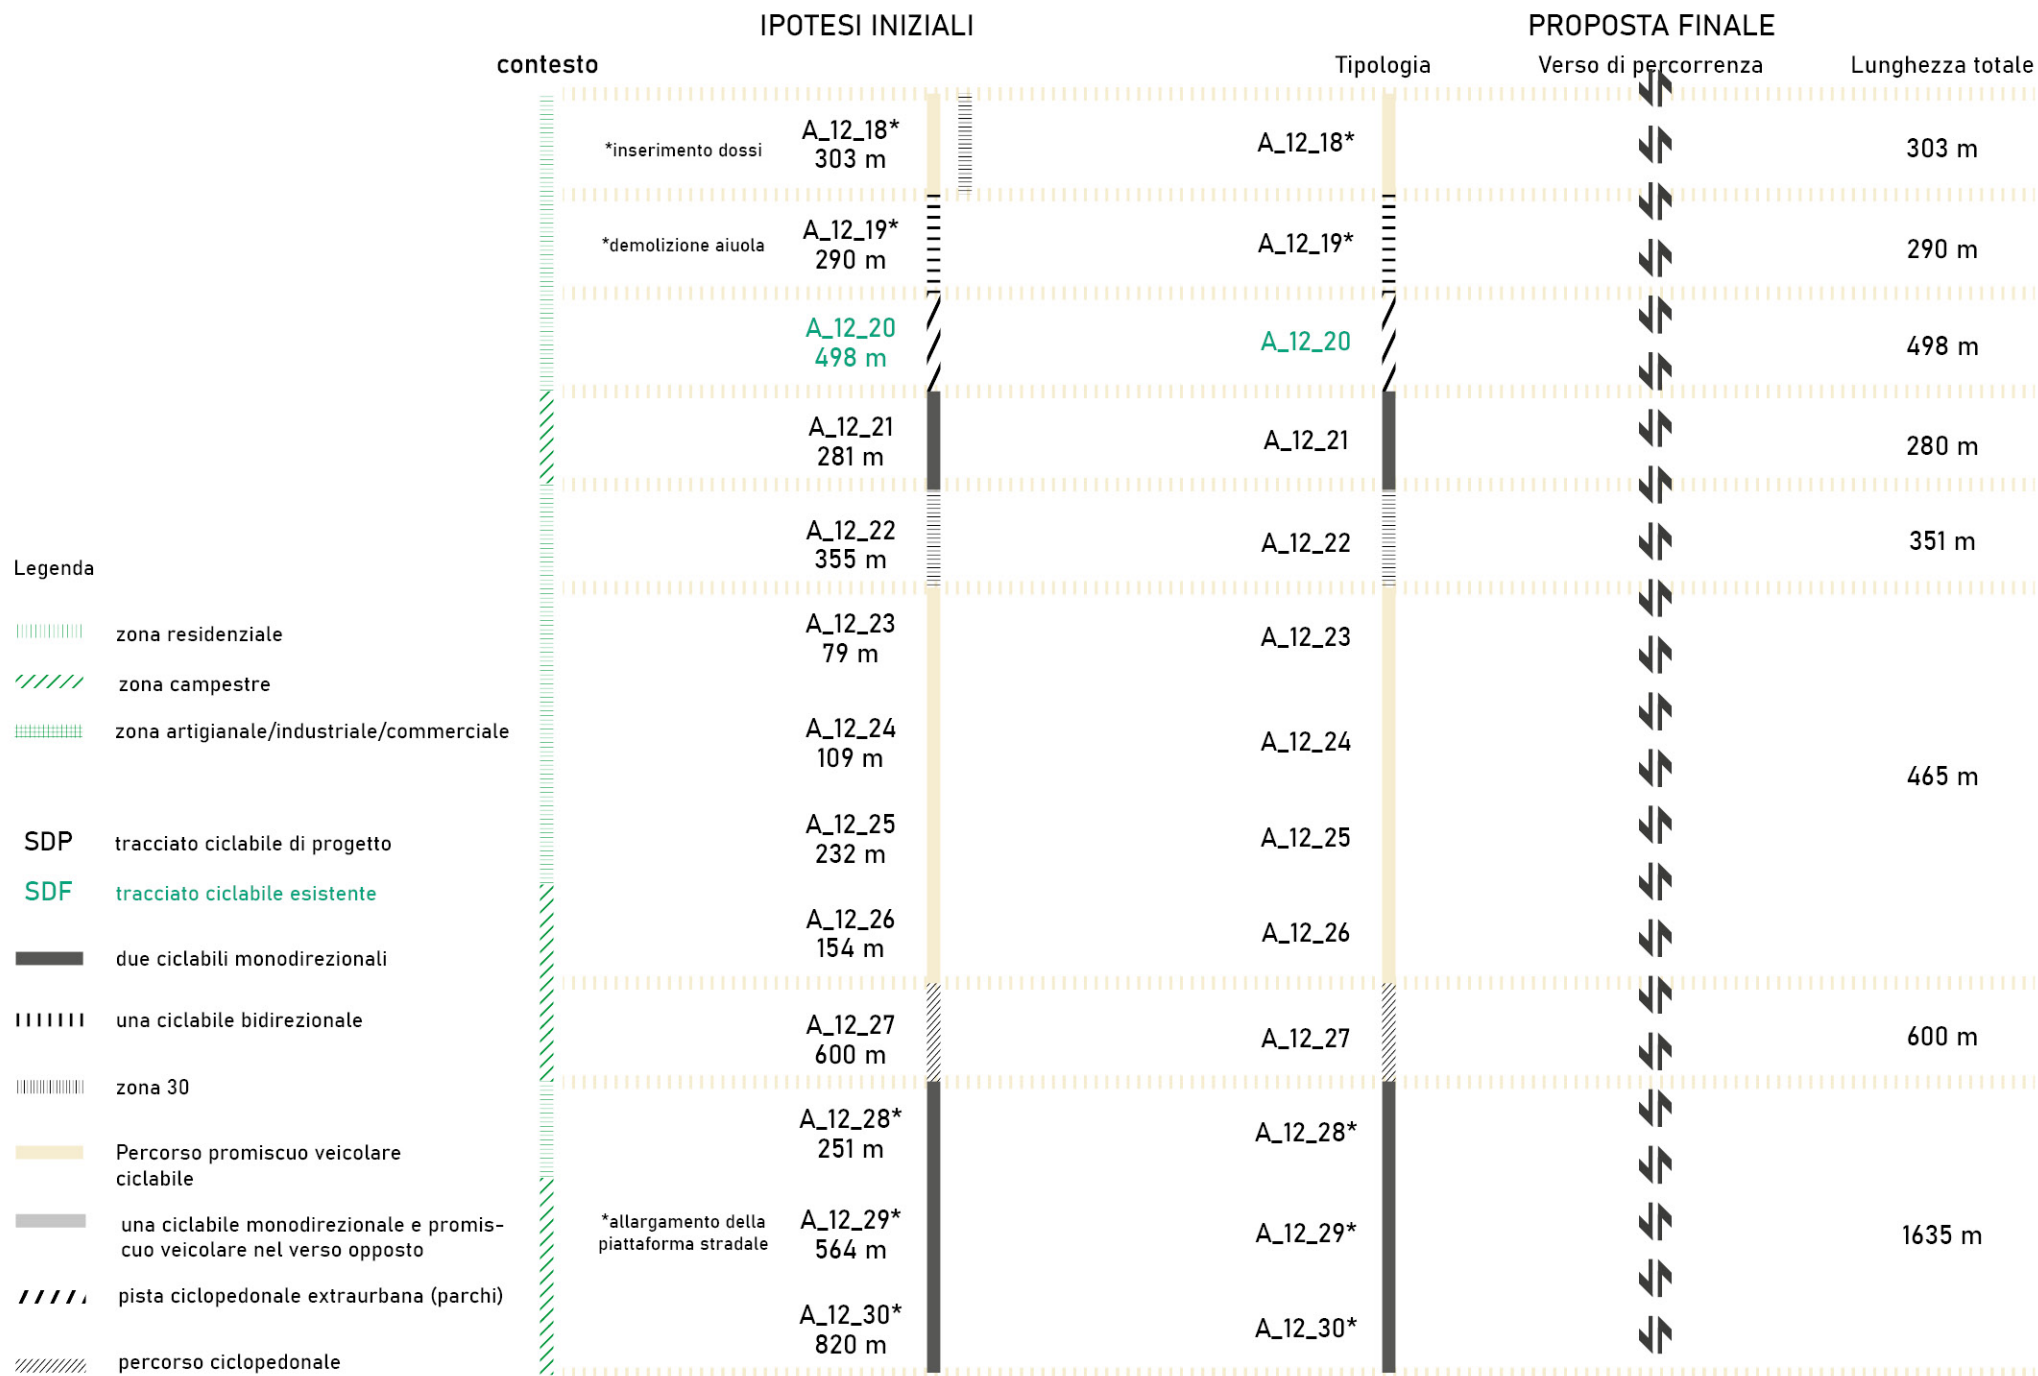 IPOTESI INIZIALI
PROPOSTA FINALE
contesto
Tipologia
Verso di percorrenza
Lunghezza totale
*inserimento dossi
A_12_18*
303 m
A_12_18*
303 m
*demolizione aiuola
A_12_19*
290 m
A_12_19*
290 m
A_12_20
498 m
A_12_20
498 m
A_12_21
281 m
A_12_21
280 m
A_12_22
355 m
A_12_22
351 m
A_12_23
79 m
A_12_23
A_12_24
109 m
A_12_24
465 m
A_12_25
232 m
A_12_25
A_12_26
154 m
A_12_26
A_12_27
600 m
A_12_27
600 m
A_12_28*
251 m
A_12_28*
*allargamento della
piattaforma stradale
A_12_29*
564 m
A_12_29*
1635 m
A_12_30*
820 m
A_12_30*
Legenda
zona residenziale
zona campestre
zona artigianale/industriale/commerciale
SDP tracciato ciclabile di progetto
SDF tracciato ciclabile esistente
due ciclabili monodirezionali
una ciclabile bidirezionale
zona 30
Percorso promiscuo veicolare
ciclabile
una ciclabile monodirezionale e promis-
cuo veicolare nel verso opposto
pista ciclopedonale extraurbana (parchi)
percorso ciclopedonale